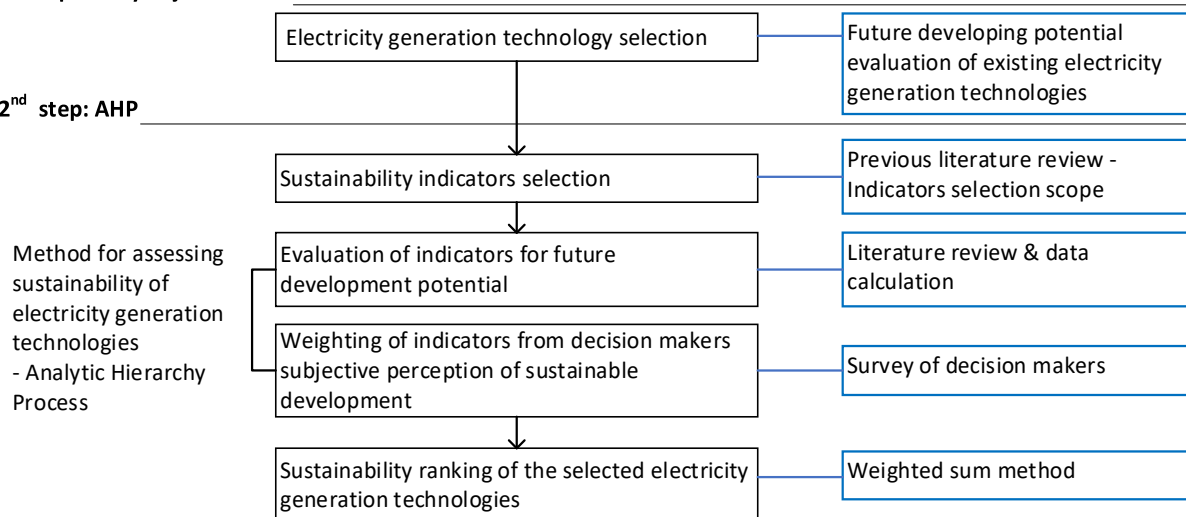 Electricity generation technology selection
Future developing potential
evaluation of existing electricity
generation technologies
2nd step: AHP
Sustainability indicators selection
Previous literature review -
Indicators selection scope
Method for assessing
sustainability of
electricity generation
technologies
- Analytic Hierarchy
Process
Evaluation of indicators for future
development potential
Literature review & data
calculation
Weighting of indicators from decision makers
subjective perception of sustainable
development
Survey of decision makers
Sustainability ranking of the selected electricity
generation technologies
Weighted sum method